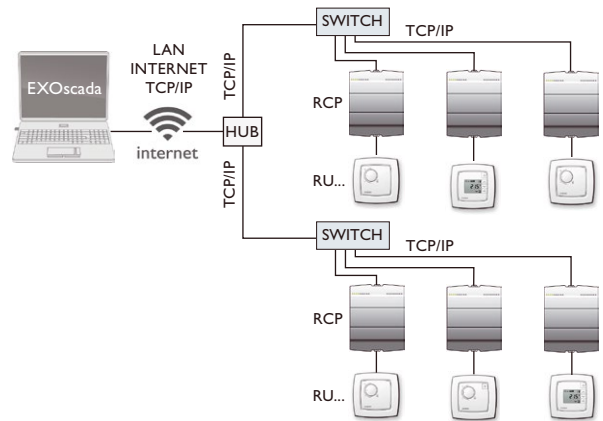 SWITCH
TCP/IP
LAN
INTERNET
TCP/IP
EXOscada
TCP/IP
RCP
HUB
internet
RU...
TCP/IP
SWITCH
TCP/IP
RCP
RU...